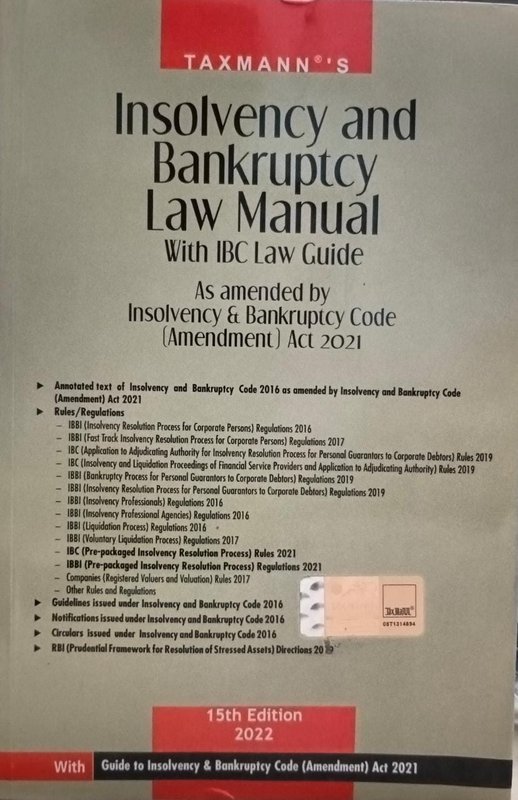 TAXMANN®'S
Insolvency and
Bankruptcy
Law Manual
With IBC Law Guide
As amended by
Insolvency & Bankruptcy Code
(Amendment) Act 2021
► Annotated text of Insolvency and Bankruptcy Code 2016 as amended by Insolvency and Bankruptcy Code
(Amendment) Act 2021
► Rules/Regulations
– IBBI (Insolvency Resolution Process for Corporate Persons) Regulations 2016
– IBBI (Fast Track Insolvency Resolution Process for Corporate Persons) Regulations 2017
– IBC (Application to Adjudicating Authority for Insolvency Resolution Process for Personal Guarantors to Corporate Debtors) Rules 2019
– IBC (Insolvency and Liquidation Proceedings of Financial Service Providers and Application to Adjudicating Authority) Rules 2019
– IBBI (Bankruptcy Process for Personal Guarantors to Corporate Debtors) Regulations 2019
– IBBI (Insolvency Resolution Process for Personal Guarantors to Corporate Debtors) Regulations 2019
– IBBI (Insolvency Professionals) Regulations 2016
– IBBI (Insolvency Professional Agencies) Regulations 2016
– IBBI (Liquidation Process) Regulations 2016
– IBBI (Voluntary Liquidation Process) Regulations 2017
– IBC (Pre-packaged Insolvency Resolution Process) Rules 2021
– IBBI (Pre-packaged Insolvency Resolution Process) Regulations 2021
– Companies (Registered Valuers and Valuation) Rules 2017
– Other Rules and Regulations
► Guidelines issued under Insolvency and Bankruptcy Code 2016
► Notifications issued under Insolvency and Bankruptcy Code 2016
► Circulars issued under Insolvency and Bankruptcy Code 2016
► RBI (Prudential Framework for Resolution of Stressed Assets) Directions 2019
TAXMANN®
08T1314894
15th Edition
2022
With Guide to Insolvency & Bankruptcy Code (Amendment) Act 2021